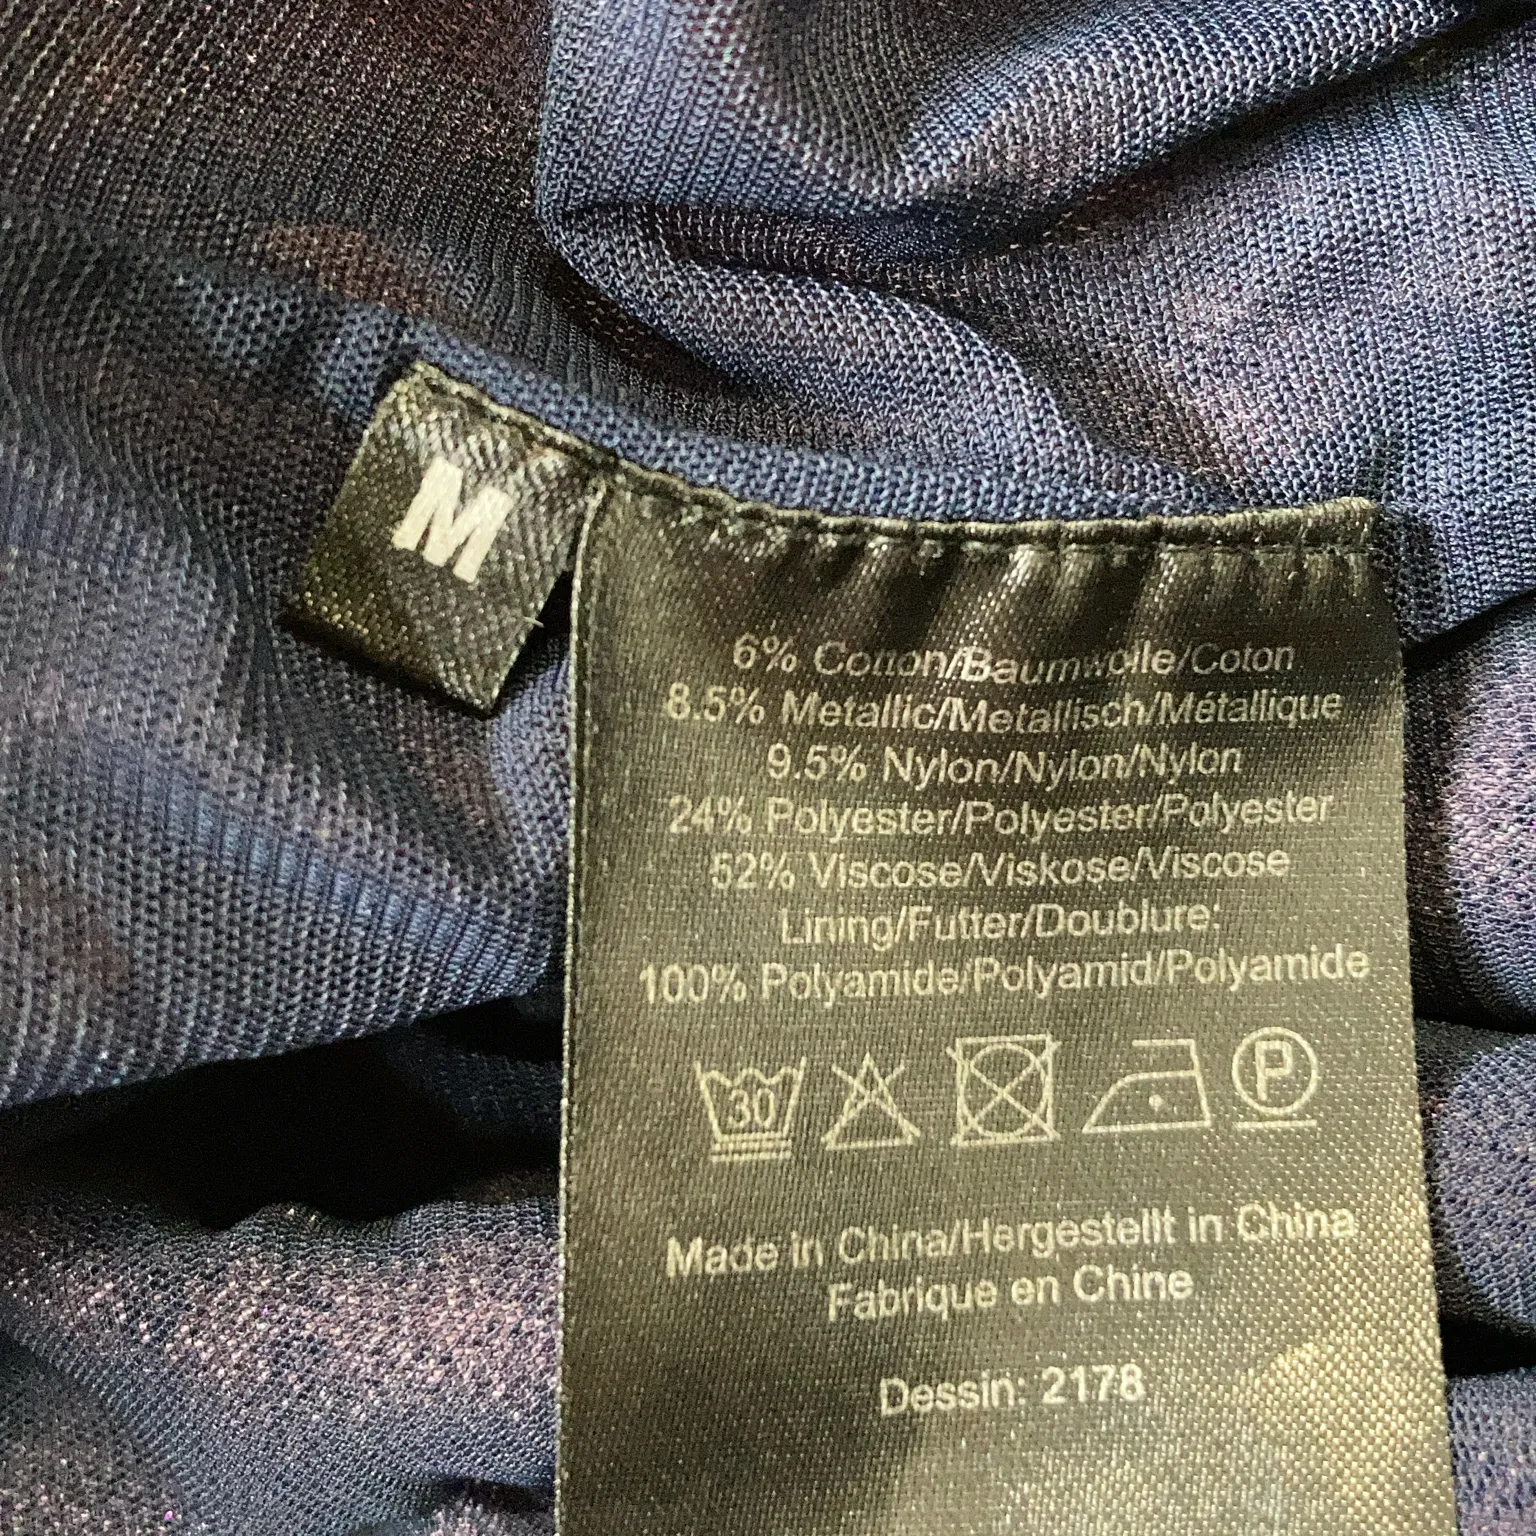 M
6% Cotton/Baumwolle/Coton
8.5% Metallic/Metallisch/Métallique
9.5% Nylon/Nylon/Nylon
24% Polyester/Polyester/Polyester
52% Viscose/Viskose/Viscose
Lining/Futter/Doublure:
100% Polyamide/Polyamid/Polyamide
30 P
Made in China/Hergestellt in China
Fabrique en Chine
Dessin: 2178